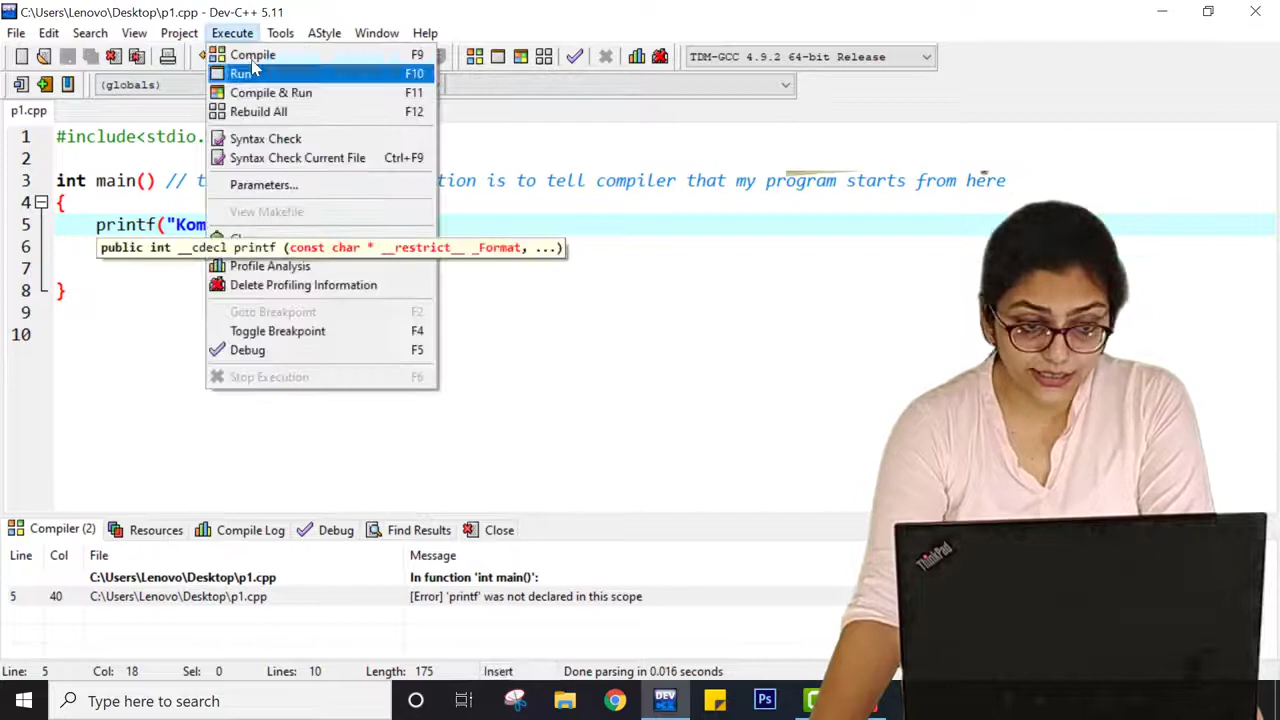 C:\Users\Lenovo\Desktop\p1.cpp - Dev-C++ 5.11
File Edit Search View Project Execute Tools AStyle Window Help
TDM-GCC 4.9.2 64-bit Release
(globals)
Compile F9
Run F10
Compile & Run F11
Rebuild All F12
Syntax Check
Syntax Check Current File Ctrl+F9
Parameters...
View Makefile
Profile Analysis
Delete Profiling Information
Goto Breakpoint F2
Toggle Breakpoint F4
Debug F5
Stop Execution F6
p1.cpp
1 #include<stdio.
2
3 int main() // t tion is to tell compiler that my program starts from here
4 {
5 printf("Kom
public int __cdecl printf (const char * __restrict__ _Format, ...)
6
7
8 }
9
10
Compiler (2) Resources Compile Log Debug Find Results Close
Line Col File Message
C:\Users\Lenovo\Desktop\p1.cpp In function 'int main()':
5 40 C:\Users\Lenovo\Desktop\p1.cpp [Error] 'printf' was not declared in this scope
Line: 5 Col: 18 Sel: 0 Lines: 10 Length: 175 Insert Done parsing in 0.016 seconds
Type here to search
DEV
Ps
ThinkPad